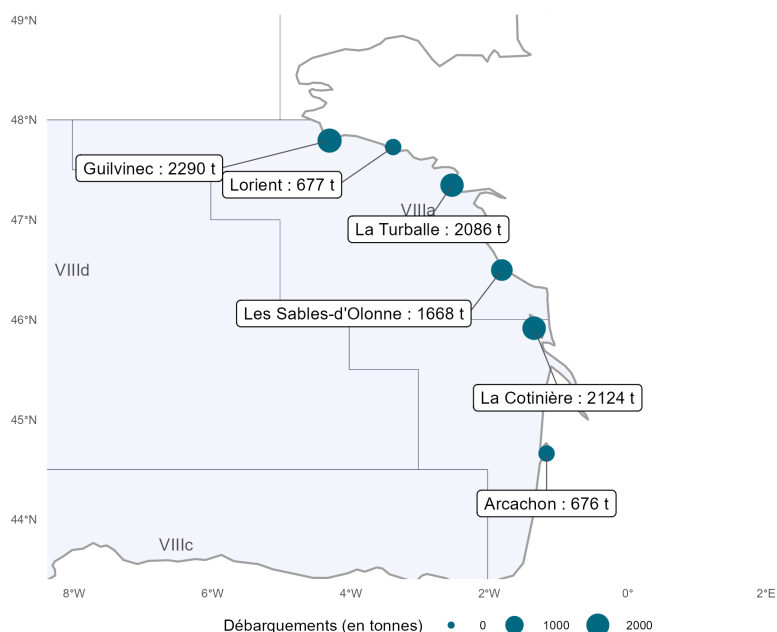 49°N
48°N
Guilvinec : 2290 t
Lorient : 677 t
47°N
VIIIa
La Turballe : 2086 t
VIIId
46°N
Les Sables-d'Olonne : 1668 t
La Cotinière : 2124 t
45°N
Arcachon : 676 t
44°N
VIIIc
8°W 6°W 4°W 2°W 0° 2°E
Débarquements (en tonnes) 0 1000 2000